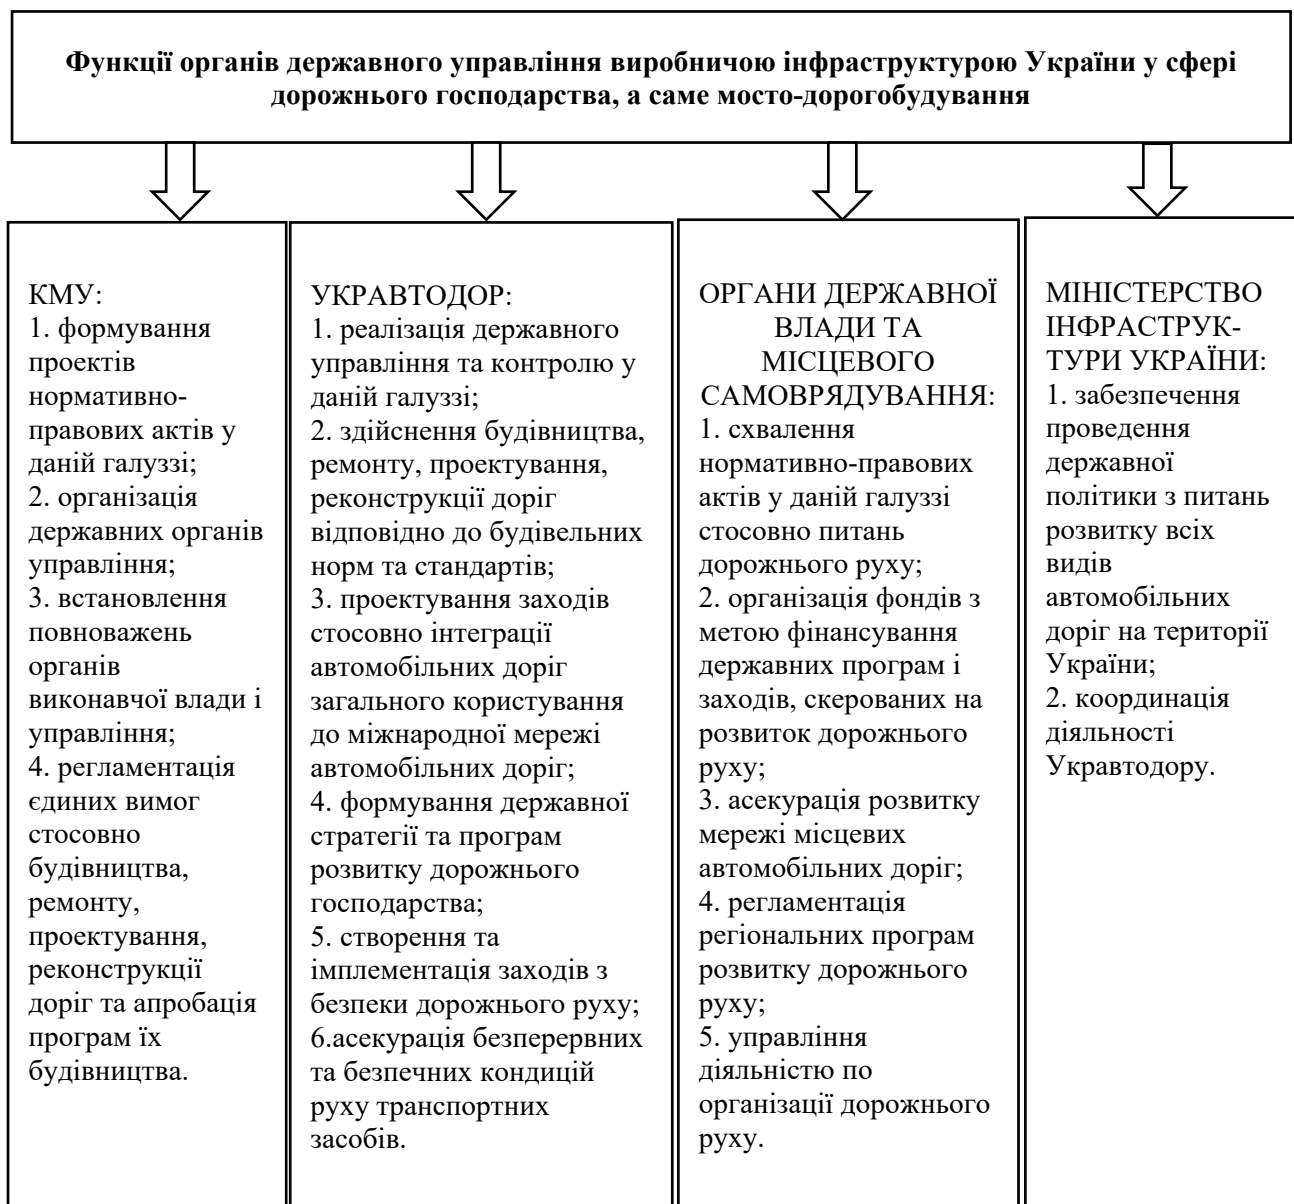 Функції органів державного управління виробничою інфраструктурою України у сфері
дорожнього господарства, а саме мосто-дорогобудування
КМУ:
1. формування
проектів
нормативно-
правових актів у
даній галуззі;
2. організація
державних органів
управління;
3. встановлення
повноважень
органів
виконавчої влади і
управління;
4. регламентація
єдиних вимог
стосовно
будівництва,
ремонту,
проектування,
реконструкції
доріг та апробація
програм їх
будівництва.
УКРАВТОДОР:
1. реалізація державного
управління та контролю у
даній галуззі;
2. здійснення будівництва,
ремонту, проектування,
реконструкції доріг
відповідно до будівельних
норм та стандартів;
3. проектування заходів
стосовно інтеграції
автомобільних доріг
загального користування
до міжнародної мережі
автомобільних доріг;
4. формування державної
стратегії та програм
розвитку дорожнього
господарства;
5. створення та
імплементація заходів з
безпеки дорожнього руху;
6.асекурація безперервних
та безпечних кондицій
руху транспортних
засобів.
ОРГАНИ ДЕРЖАВНОЇ
ВЛАДИ ТА
МІСЦЕВОГО
САМОВРЯДУВАННЯ:
1. схвалення
нормативно-правових
актів у даній галуззі
стосовно питань
дорожнього руху;
2. організація фондів з
метою фінансування
державних програм і
заходів, скерованих на
розвиток дорожнього
руху;
3. асекурація розвитку
мережі місцевих
автомобільних доріг;
4. регламентація
регіональних програм
розвитку дорожнього
руху;
5. управління
діяльністю по
організації дорожнього
руху.
МІНІСТЕРСТВО
ІНФРАСТРУК-
ТУРИ УКРАЇНИ:
1. забезпечення
проведення
державної
політики з питань
розвитку всіх
видів
автомобільних
доріг на території
України;
2. координація
діяльності
Укравтодору.